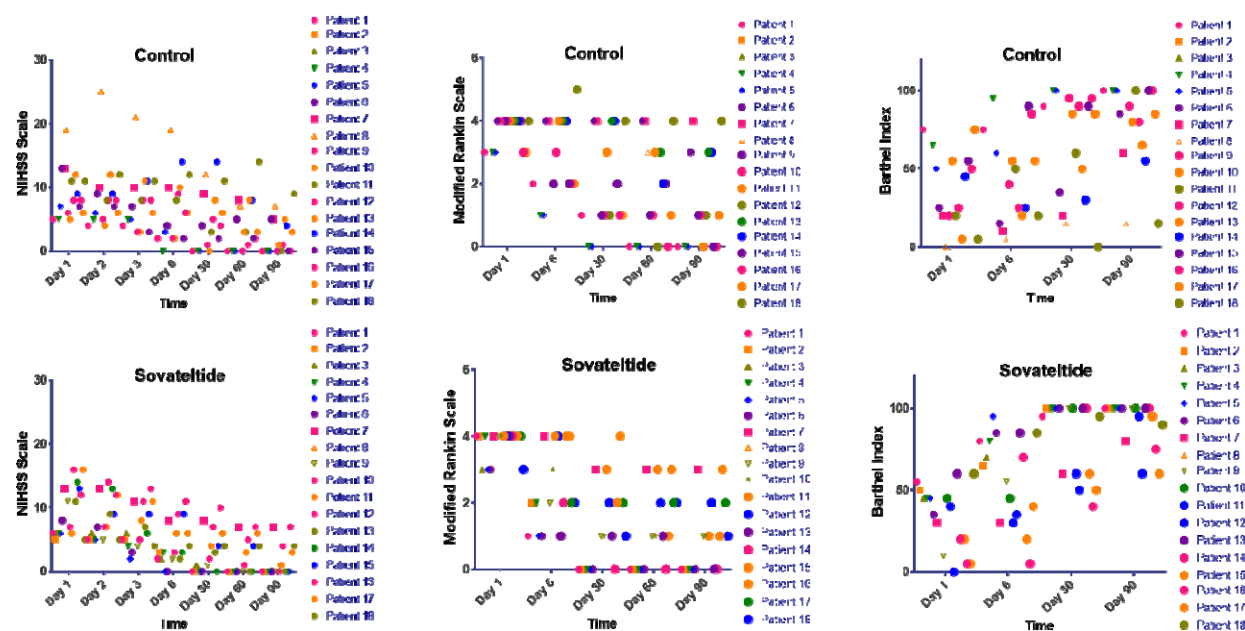 Control
NIHSS Scale
30
20
10
0
Day 1
Day 2
Day 3
Day 6
Day 30
Day 60
Day 90
Time
Patient 1
Patient 2
Patient 3
Patient 4
Patient 5
Patient 6
Patient 7
Patient 8
Patient 9
Patient 10
Patient 11
Patient 12
Patient 13
Patient 14
Patient 15
Patient 16
Patient 17
Patient 18
Control
Modified Rankin Scale
6
4
2
0
Day 1
Day 6
Day 30
Day 60
Day 90
Time
Patient 1
Patient 2
Patient 3
Patient 4
Patient 5
Patient 6
Patient 7
Patient 8
Patient 9
Patient 10
Patient 11
Patient 12
Patient 13
Patient 14
Patient 15
Patient 16
Patient 17
Patient 18
Control
Barthel Index
100
50
0
Day 1
Day 6
Day 30
Day 90
Time
Patient 1
Patient 2
Patient 3
Patient 4
Patient 5
Patient 6
Patient 7
Patient 8
Patient 9
Patient 10
Patient 11
Patient 12
Patient 13
Patient 14
Patient 15
Patient 16
Patient 17
Patient 18
Sovateltide
NIHSS Scale
30
20
10
0
Day 1
Day 2
Day 3
Day 6
Day 30
Day 60
Day 90
Time
Patient 1
Patient 2
Patient 3
Patient 4
Patient 5
Patient 6
Patient 7
Patient 8
Patient 9
Patient 10
Patient 11
Patient 12
Patient 13
Patient 14
Patient 15
Patient
Patient 17
Patient 18
Sovateltide
Modified Rankin Scale
6
4
2
0
Day 1
Day 6
Day 30
Day 60
Day 90
Time
Patient 1
Patient 2
Patient 3
Patient 4
Patient 5
Patient 6
Patient 7
Patient 8
Patient 9
Patient 10
Patient 11
Patient 12
Patient 13
Patient 14
Patient 15
Patient 16
Patient 17
Patient
Sovateltide
Barthel Index
100
50
0
Day 1
Day 6
Day 30
Day 90
Time
Patient 1
Patient 2
Patient 3
Patient 4
Patient 5
Patient 6
Patient 7
Patient 8
Patient 9
Patient 10
Patient 11
Patient 12
Patient 13
Patient 14
Patient 15
Patient 16
Patient 17
Patient 18